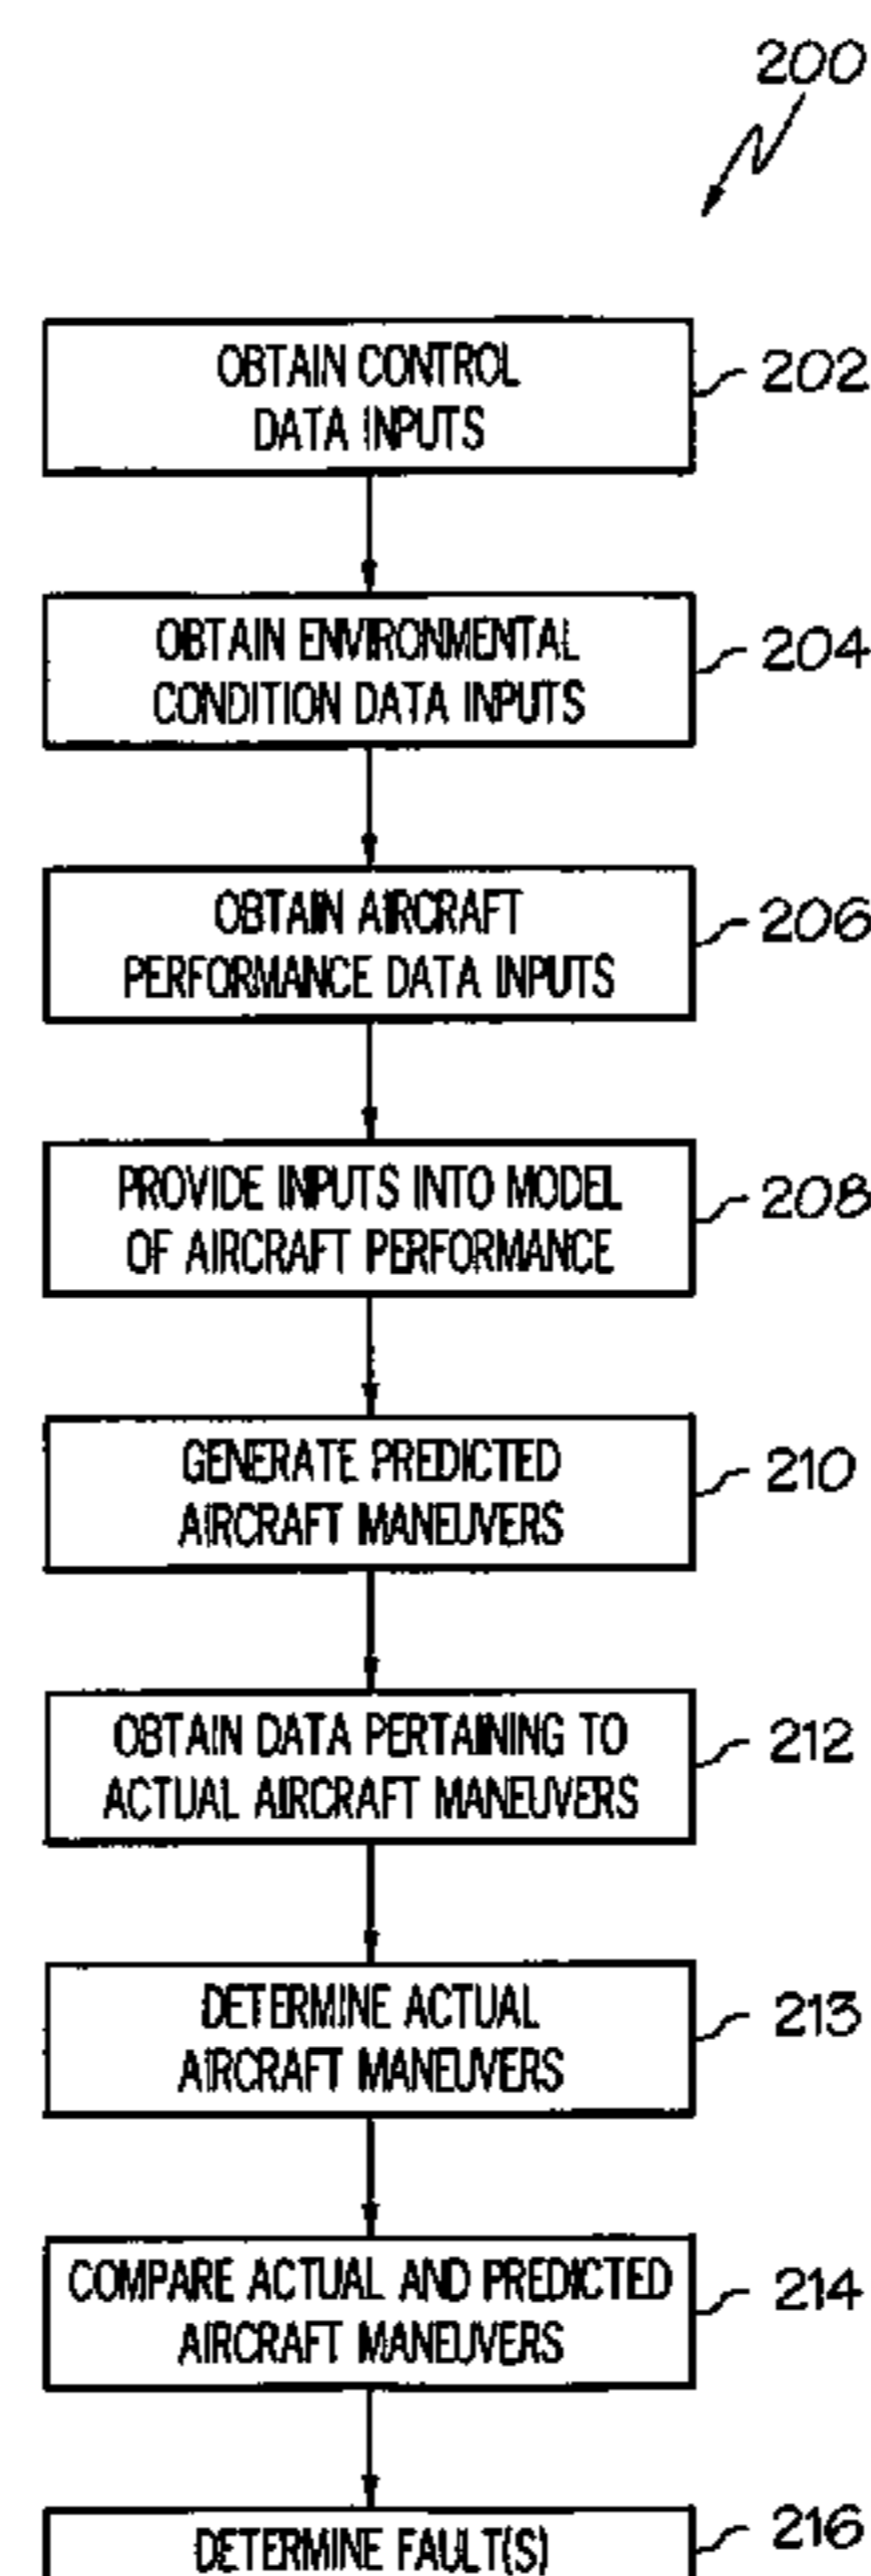 200
OBTAIN CONTROL
DATA INPUTS
202
OBTAIN ENVIRONMENTAL
CONDITION DATA INPUTS
204
OBTAIN AIRCRAFT
PERFORMANCE DATA INPUTS
206
PROVIDE INPUTS INTO MODEL
OF AIRCRAFT PERFORMANCE
208
GENERATE PREDICTED
AIRCRAFT MANEUVERS
210
OBTAIN DATA PERTAINING TO
ACTUAL AIRCRAFT MANEUVERS
212
DETERMINE ACTUAL
AIRCRAFT MANEUVERS
213
COMPARE ACTUAL AND PREDICTED
AIRCRAFT MANEUVERS
214
DETERMINE FAULT(S)
216